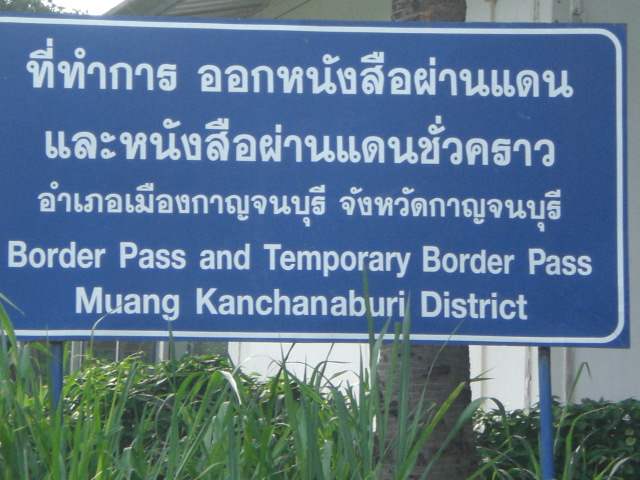 ที่ทำการ ออกหนังสือผ่านแดน
และหนังสือผ่านแดนชั่วคราว
อำเภอเมืองกาญจนบุรี จังหวัดกาญจนบุรี
Border Pass and Temporary Border Pass
Muang Kanchanaburi District